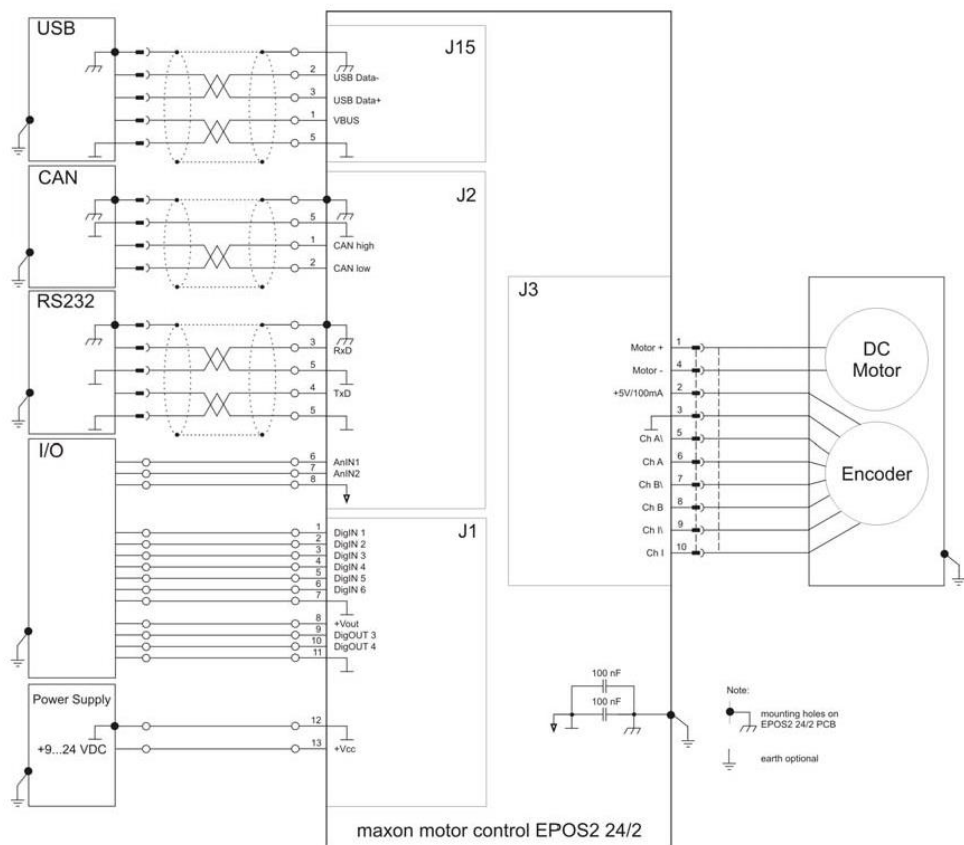 USB
J15
2
USB Data-
3
USB Data+
1
VBUS
5
CAN
J2
5
1
CAN high
2
CAN low
RS232
3
RxD
5
4
TxD
5
I/O
6
AnIN1
7
AnIN2
8
J1
1
DigIN 1
2
DigIN 2
3
DigIN 3
4
DigIN 4
5
DigIN 5
6
DigIN 6
7
8
+Vout
9
DigOUT 3
10
DigOUT 4
11
Power Supply
+9...24 VDC
12
13
+Vcc
J3
Motor +
1
Motor -
4
+5V/100mA
2
3
Ch A\
5
Ch A
6
Ch B\
7
Ch B
8
Ch I\
9
Ch I
10
DC
Motor
Encoder
100 nF
100 nF
Note:
mounting holes on
EPOS2 24/2 PCB
earth optional
maxon motor control EPOS2 24/2